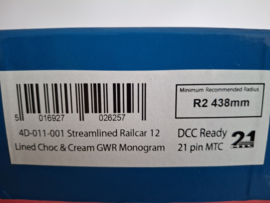 Minimum Recommended Radius
R2 438mm
5 016927 026257
4D-011-001 Streamlined Railcar 12
Lined Choc & Cream GWR Monogram
DCC Ready
21 pin MTC
21